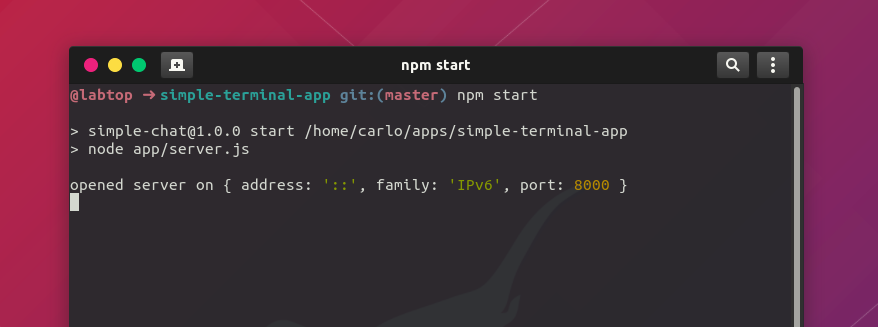 npm start
@labtop ➜ simple-terminal-app git:(master) npm start
> simple-chat@1.0.0 start /home/carlo/apps/simple-terminal-app
> node app/server.js
opened server on { address: '::', family: 'IPv6', port: 8000 }